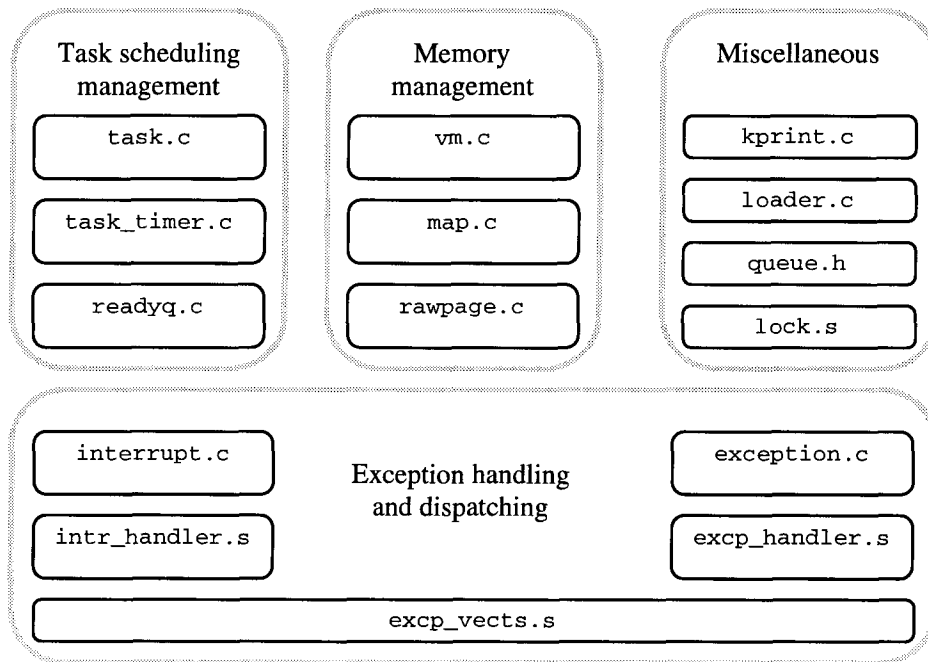 Task scheduling
management
task.c
task_timer.c
readyq.c
Memory
management
vm.c
map.c
rawpage.c
Miscellaneous
kprint.c
loader.c
queue.h
lock.s
interrupt.c
intr_handler.s
Exception handling
and dispatching
exception.c
excp_handler.s
excp_vects.s